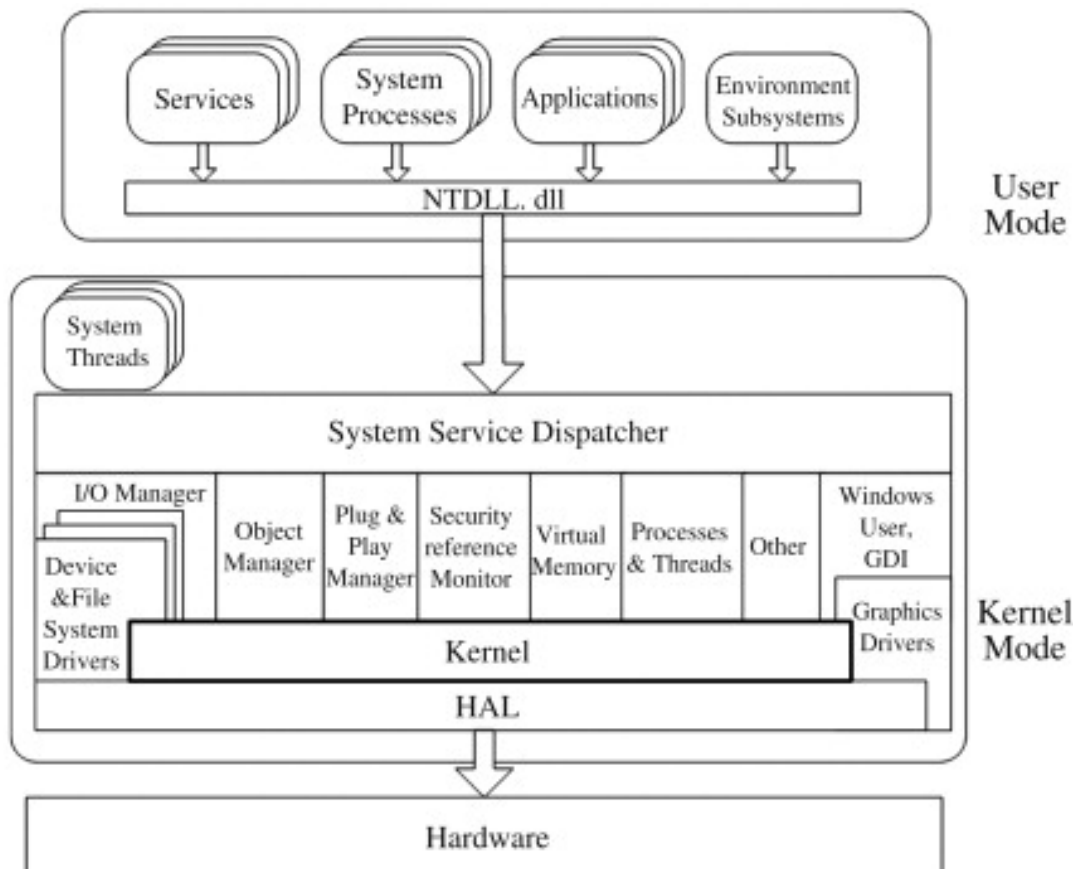 Services
System
Processes
Applications
Environment
Subsystems
NTDLL. dll
User
Mode
System
Threads
System Service Dispatcher
I/O Manager
Device
&File
System
Drivers
Object
Manager
Plug &
Play
Manager
Security
reference
Monitor
Virtual
Memory
Processes
& Threads
Other
Windows
User,
GDI
Graphics
Drivers
Kernel
Mode
Kernel
HAL
Hardware